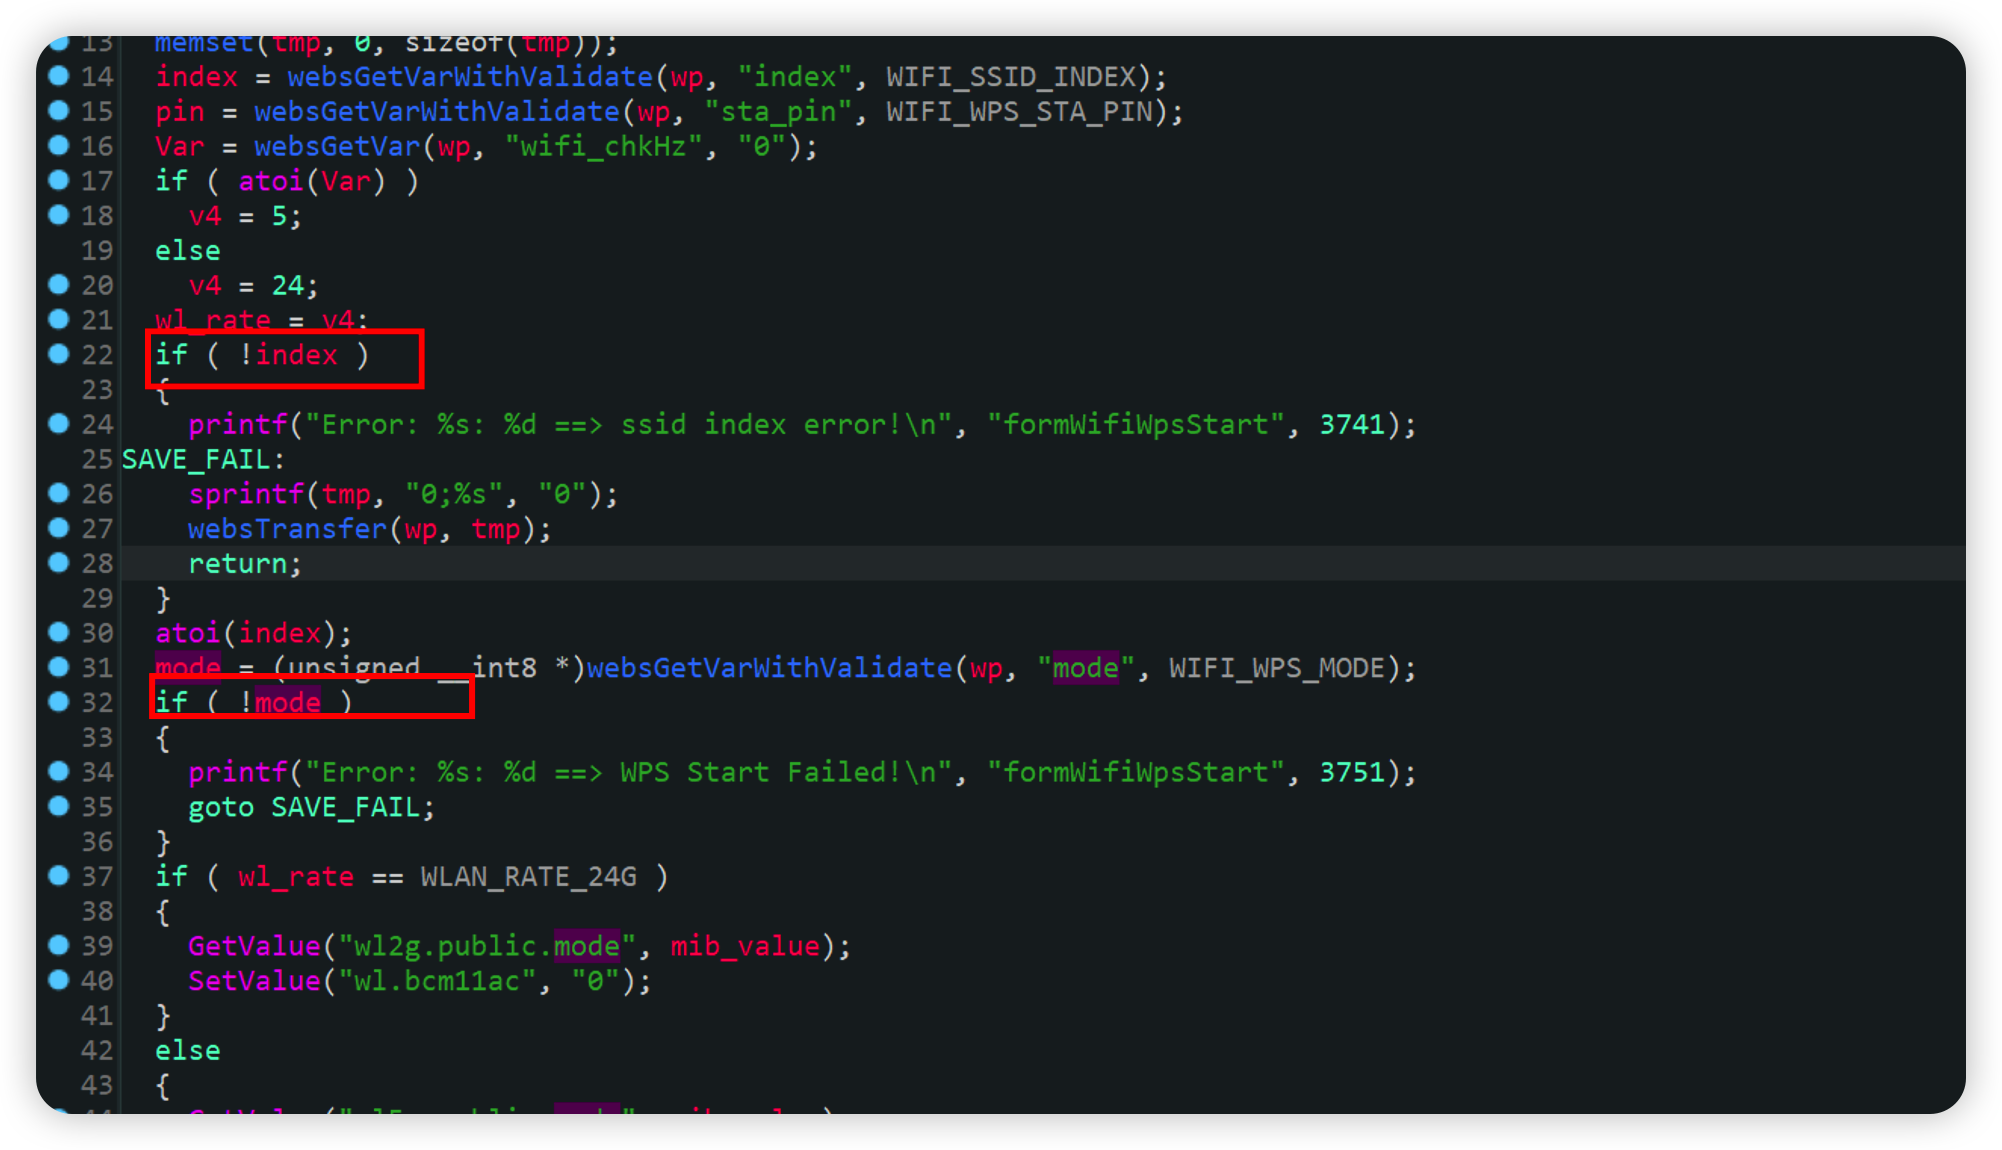 13 memset(tmp, 0, sizeof(tmp));
14 index = websGetVarWithValidate(wp, "index", WIFI_SSID_INDEX);
15 pin = websGetVarWithValidate(wp, "sta_pin", WIFI_WPS_STA_PIN);
16 Var = websGetVar(wp, "wifi_chkHz", "0");
17 if ( atoi(Var) )
18 v4 = 5;
19 else
20 v4 = 24;
21 wl_rate = v4;
22 if ( !index )
23 {
24 printf("Error: %s: %d ==> ssid index error!\n", "formWifiWpsStart", 3741);
25 SAVE_FAIL:
26 sprintf(tmp, "0;%s", "0");
27 websTransfer(wp, tmp);
28 return;
29 }
30 atoi(index);
31 mode = (unsigned __int8 *)websGetVarWithValidate(wp, "mode", WIFI_WPS_MODE);
32 if ( !mode )
33 {
34 printf("Error: %s: %d ==> WPS Start Failed!\n", "formWifiWpsStart", 3751);
35 goto SAVE_FAIL;
36 }
37 if ( wl_rate == WLAN_RATE_24G )
38 {
39 GetValue("wl2g.public.mode", mib_value);
40 SetValue("wl.bcm11ac", "0");
41 }
42 else
43 {